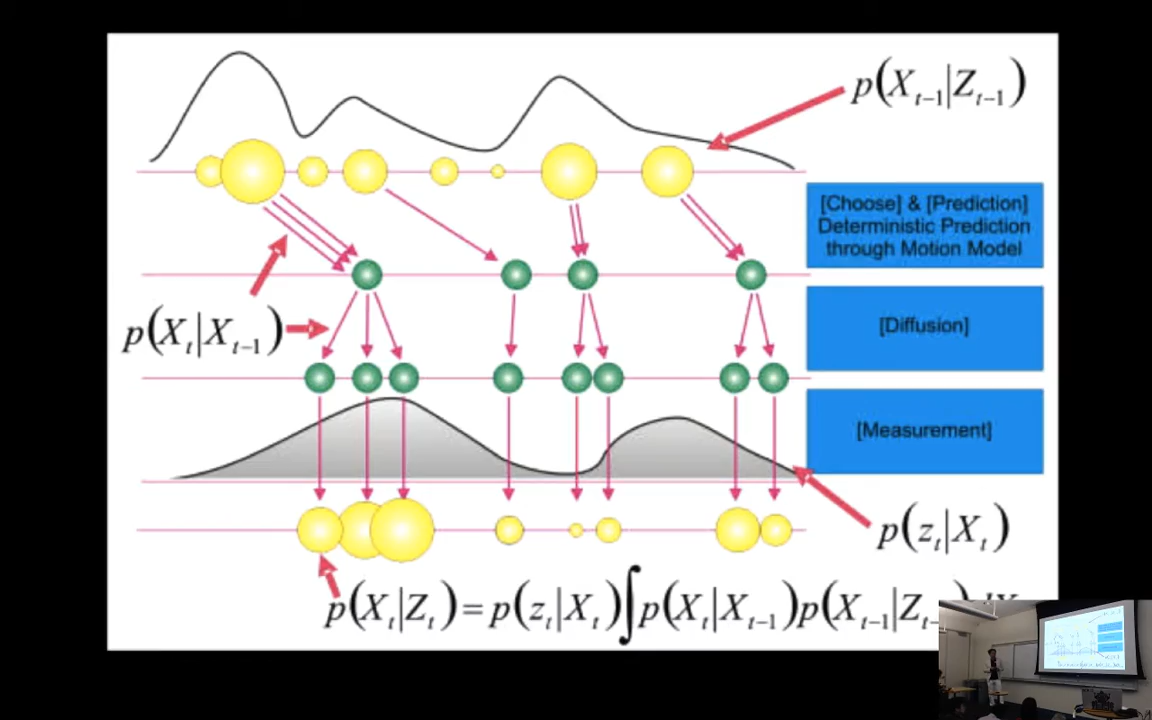 p(X_{t-1}|Z_{t-1})
[Choose] & [Prediction]
Deterministic Prediction
through Motion Model
p(X_t|X_{t-1})
[Diffusion]
[Measurement]
p(z_t|X_t)
p(X_t|Z_t) = p(z_t|X_t)∫p(X_t|X_{t-1})p(X_{t-1}|Z_{t-